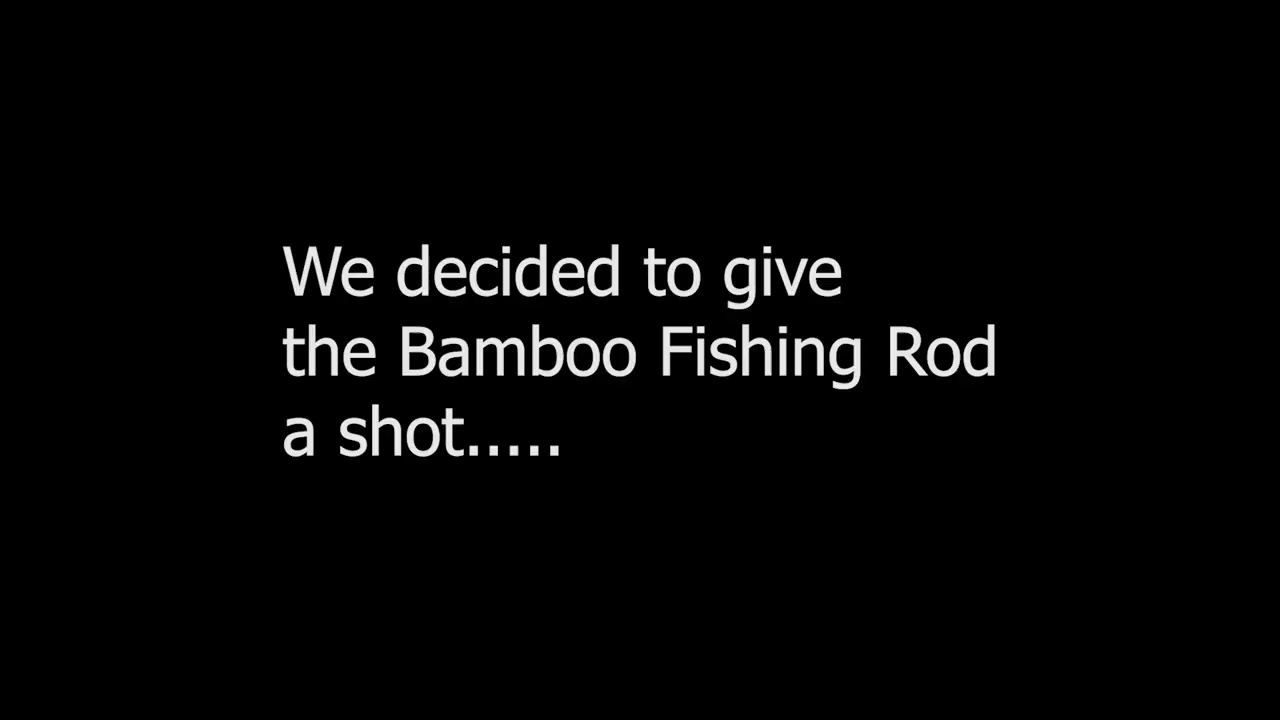 We decided to give
the Bamboo Fishing Rod
a shot.....